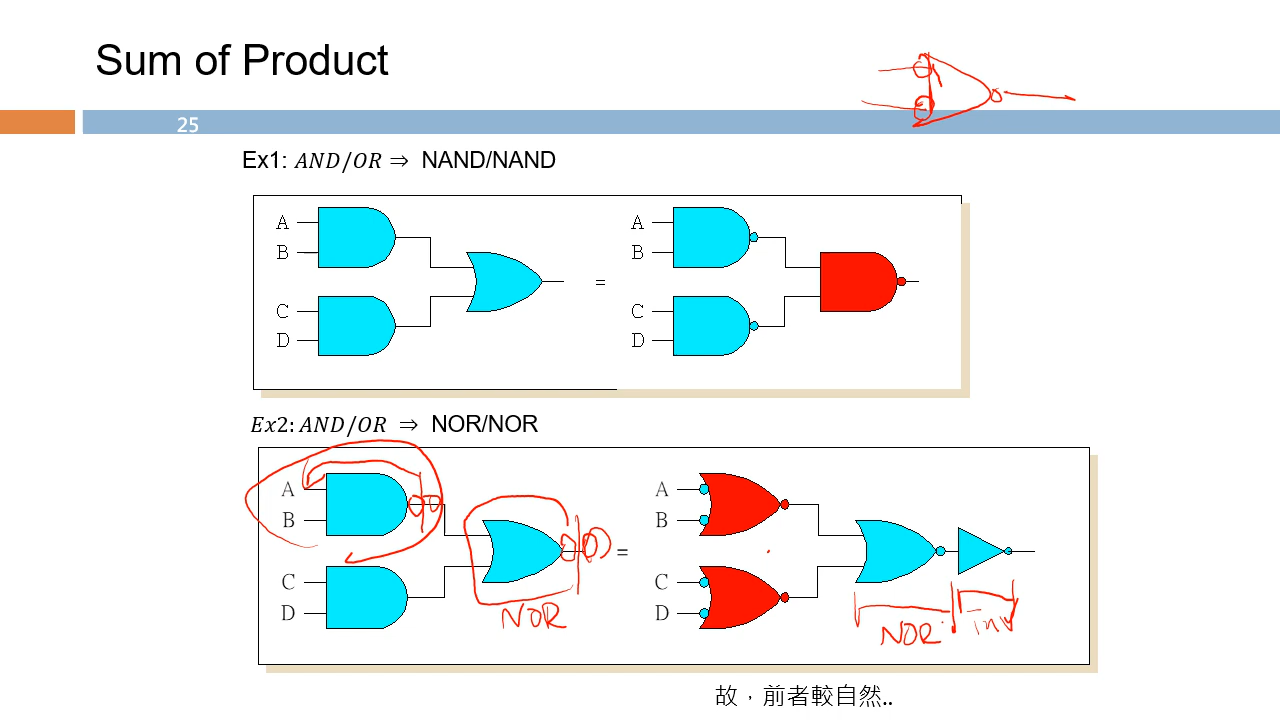 Sum of Product
25
Ex1: AND/OR ⇒ NAND/NAND
A
B
C
D
=
A
B
C
D
Ex2: AND/OR ⇒ NOR/NOR
A
B
C
D
NOR
=
A
B
C
D
NOR
inv
故，前者較自然..